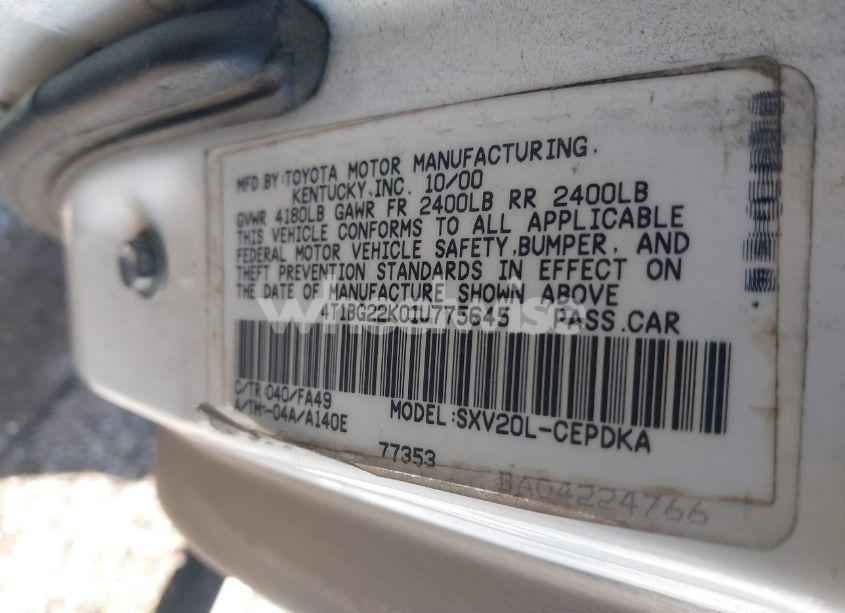 MFD.BY:TOYOTA MOTOR MANUFACTURING,
KENTUCKY,INC. 10/00
GVWR 4180LB GAWR FR 2400LB RR 2400LB
THIS VEHICLE CONFORMS TO ALL APPLICABLE
FEDERAL MOTOR VEHICLE SAFETY,BUMPER, AND
THEFT PREVENTION STANDARDS IN EFFECT ON
THE DATE OF MANUFACTURE SHOWN ABOVE
4T1BG22K01U775645 PASS.CAR
C/TR:040/FA49
A/TM:-04A/A140E
MODEL:SXV20L-CEPDKA
77353
BAG4224766